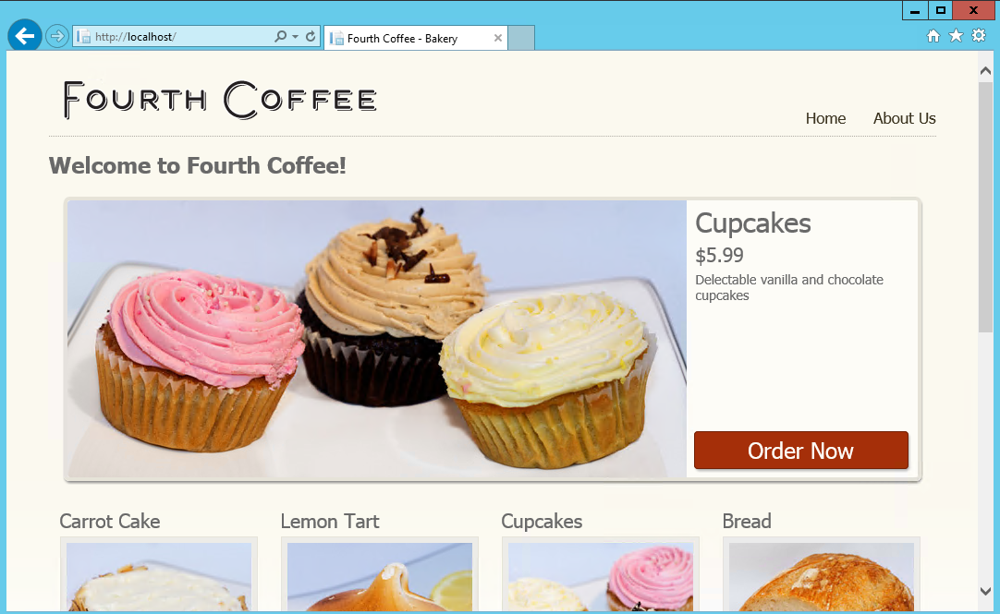 http://localhost/
Fourth Coffee - Bakery
FOURTH COFFEE
Home
About Us
Welcome to Fourth Coffee!
Cupcakes
$5.99
Delectable vanilla and chocolate
cupcakes
Order Now
Carrot Cake
Lemon Tart
Cupcakes
Bread